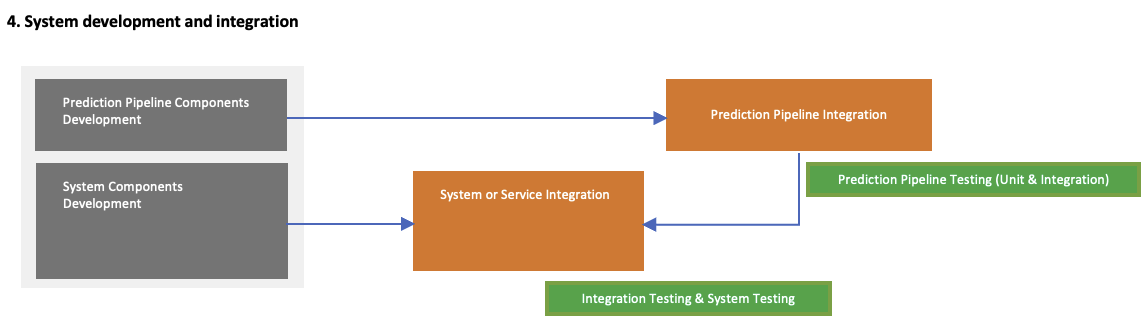 4. System development and integration
Prediction Pipeline Components
Development
Prediction Pipeline Integration
Prediction Pipeline Testing (Unit & Integration)
System Components
Development
System or Service Integration
Integration Testing & System Testing